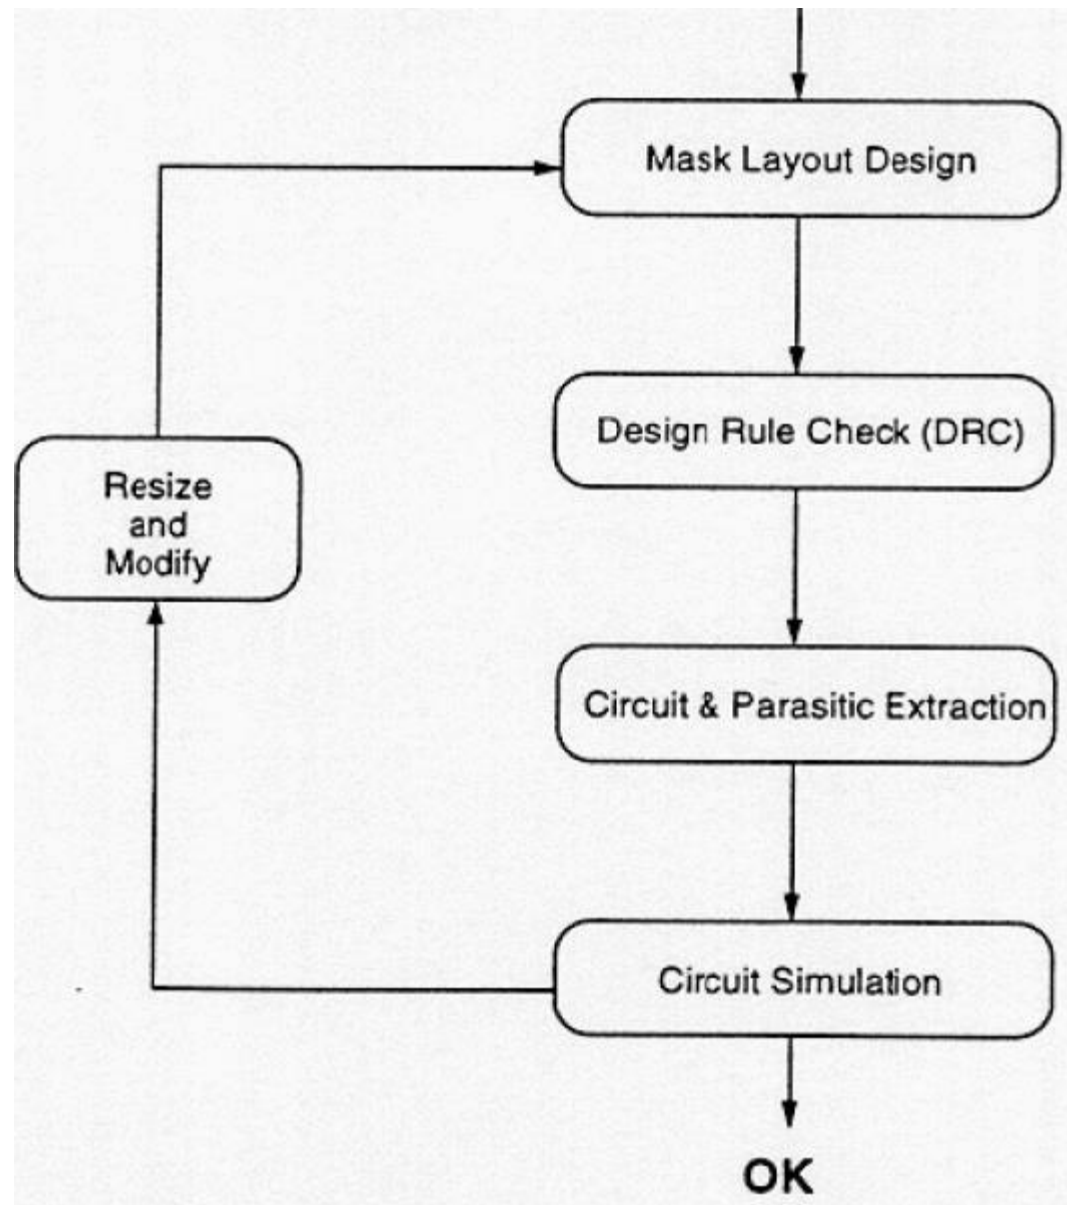 Mask Layout Design
Design Rule Check (DRC)
Resize
and
Modify
Circuit & Parasitic Extraction
Circuit Simulation
OK